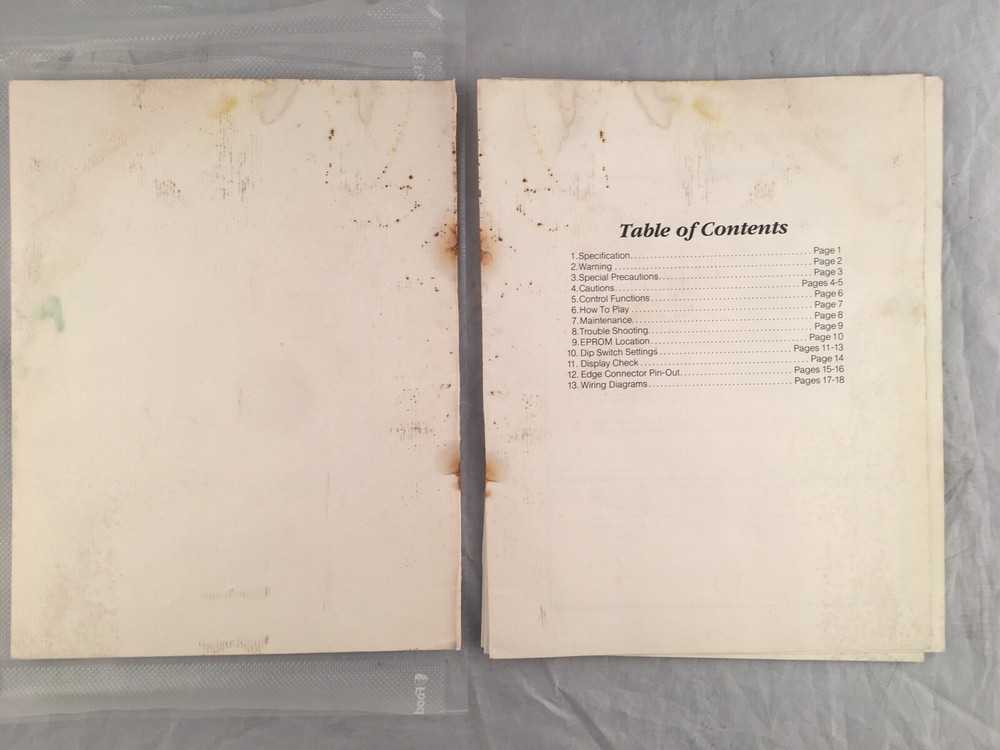 Table of Contents
1. Specification........................................ Page 1
2. Warning ........................................ Page 2
3. Special Precautions........................................ Page 3
4. Cautions........................................ Pages 4-5
5. Control Functions ........................................ Page 6
6. How To Play ........................................ Page 7
7. Maintenance........................................ Page 8
8. Trouble Shooting........................................ Page 9
9. EPROM Location........................................ Page 10
10. Dip Switch Settings........................................ Pages 11-13
11. Display Check ........................................ Page 14
12. Edge Connector Pin-Out........................................ Pages 15-16
13. Wiring Diagrams........................................ Pages 17-18
Food